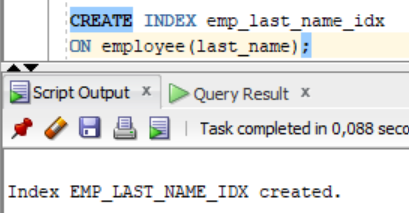 CREATE INDEX emp_last_name_idx
ON employee(last_name);
Script Output x Query Result x
Task completed in 0,088 seco
Index EMP_LAST_NAME_IDX created.